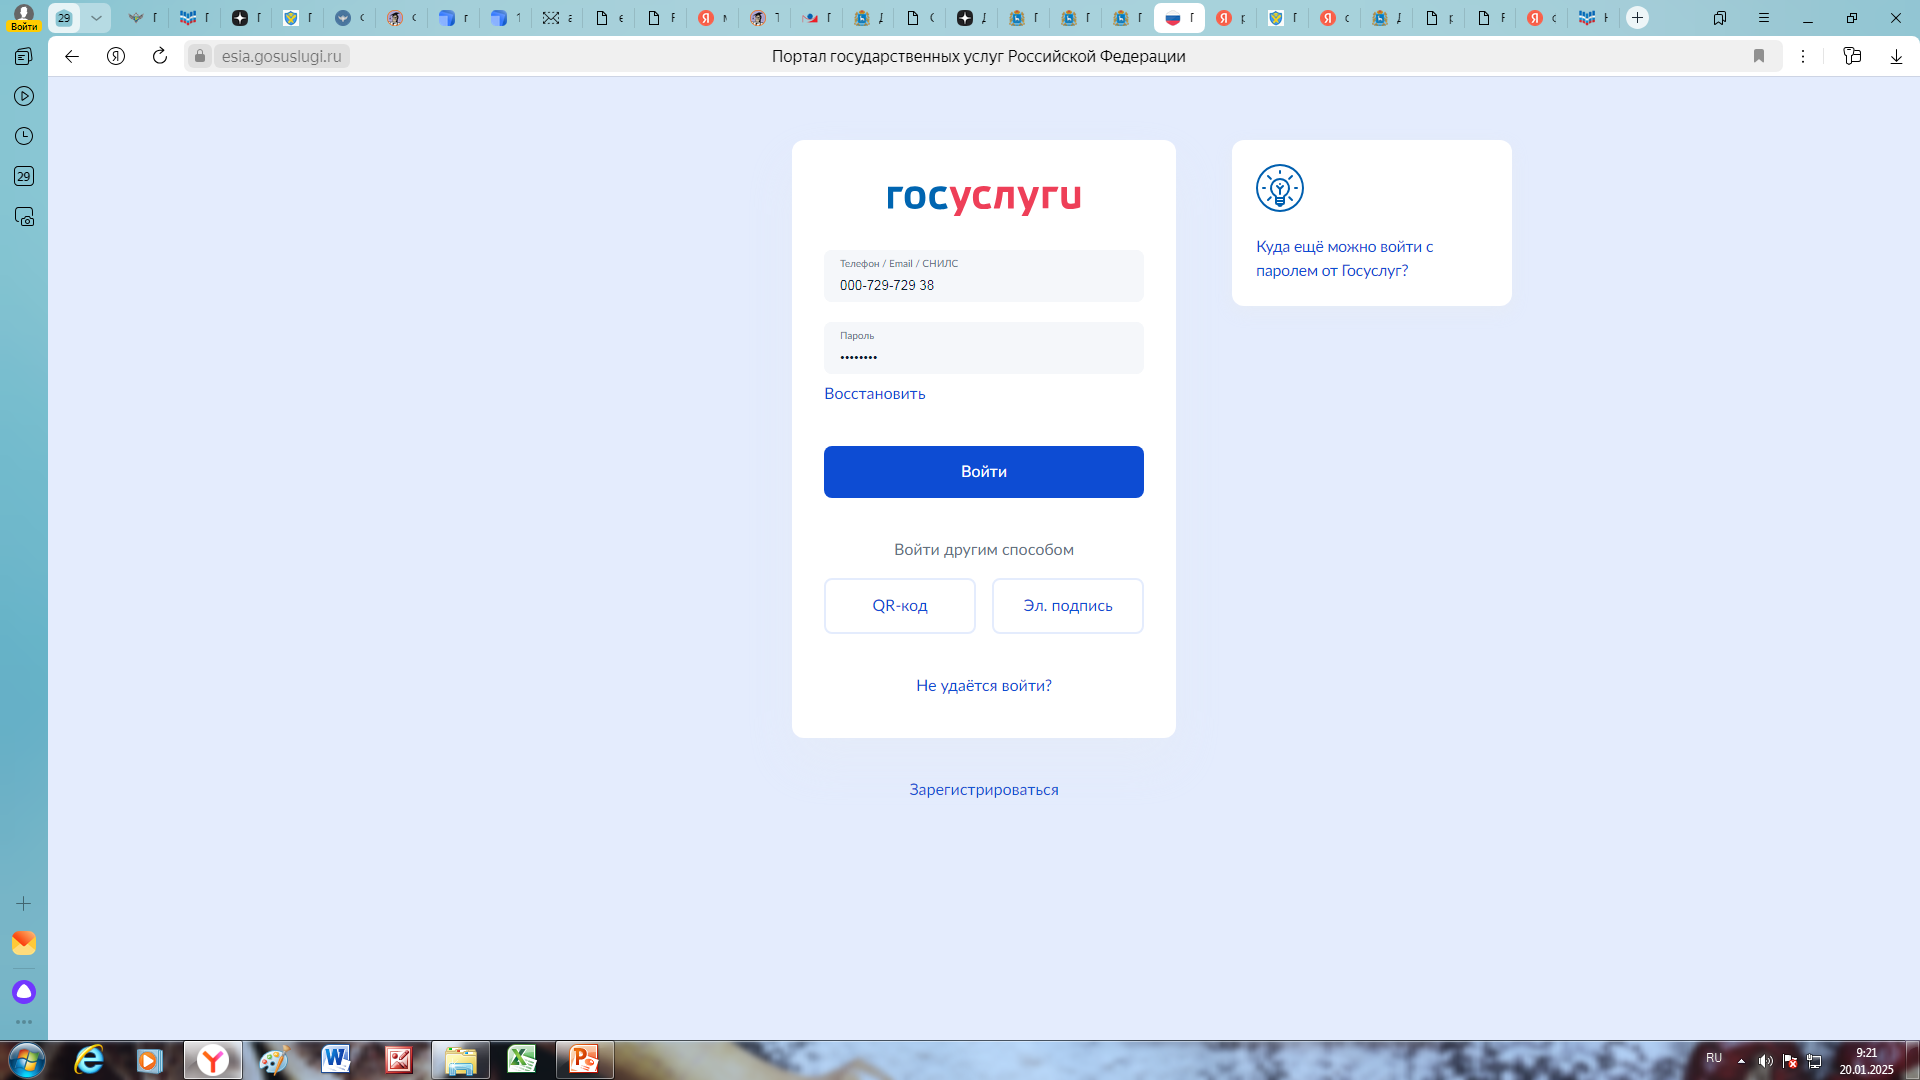 Войти
29
esia.gosuslugi.ru
Портал государственных услуг Российской Федерации
29
госуслуги
Телефон / Email / СНИЛС
000-729-729 38
Пароль
Восстановить
Войти
Войти другим способом
QR-код
Эл. подпись
Не удаётся войти?
Зарегистрироваться
Куда ещё можно войти с
паролем от Госуслуг?
RU
9:21
20.01.2025